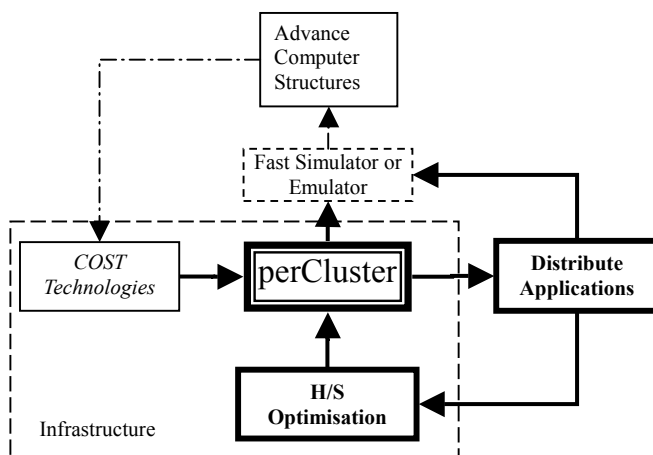 Advance
Computer
Structures
Fast Simulator or
Emulator
COST
Technologies
perCluster
Distribute
Applications
H/S
Optimisation
Infrastructure